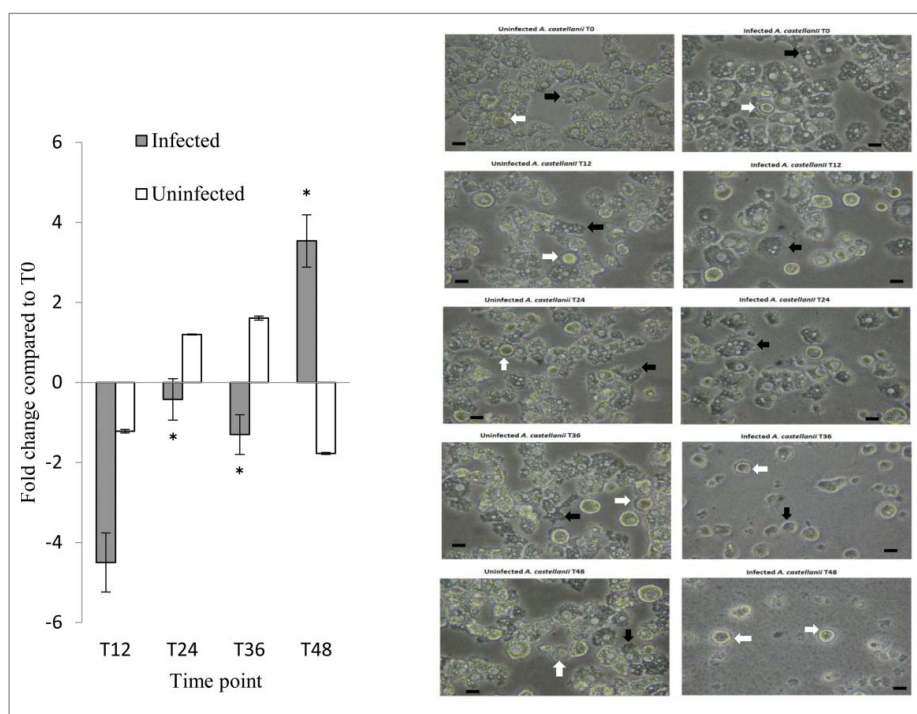 Infected
Uninfected
6
4
2
0
-2
-4
-6
*
*
*
Fold change compared to T0
T12 T24 T36 T48
Time point
Uninfected A. castellanii T0
Infected A. castellanii T0
Uninfected A. castellanii T12
Infected A. castellanii T12
Uninfected A. castellanii T24
Infected A. castellanii T24
Uninfected A. castellanii T36
Infected A. castellanii T36
Uninfected A. castellanii T48
Infected A. castellanii T48